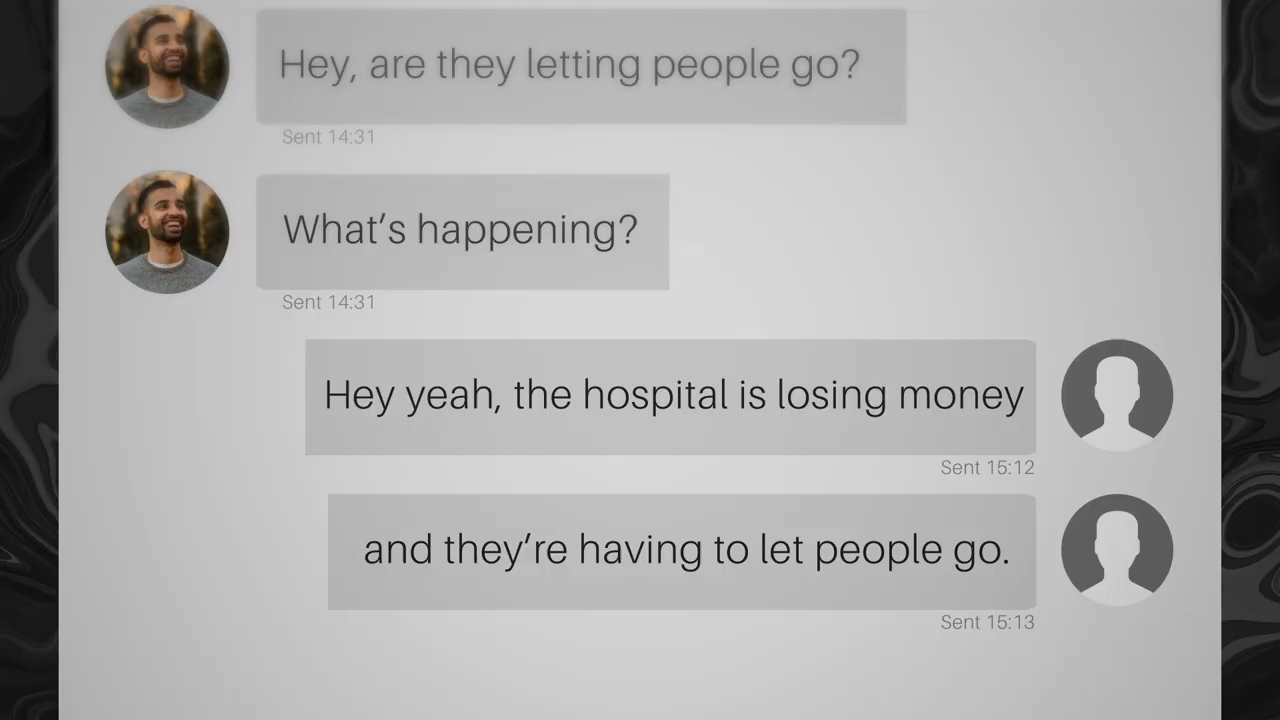 Hey, are they letting people go?
Sent 14:31
What’s happening?
Sent 14:31
Hey yeah, the hospital is losing money
Sent 15:12
and they’re having to let people go.
Sent 15:13